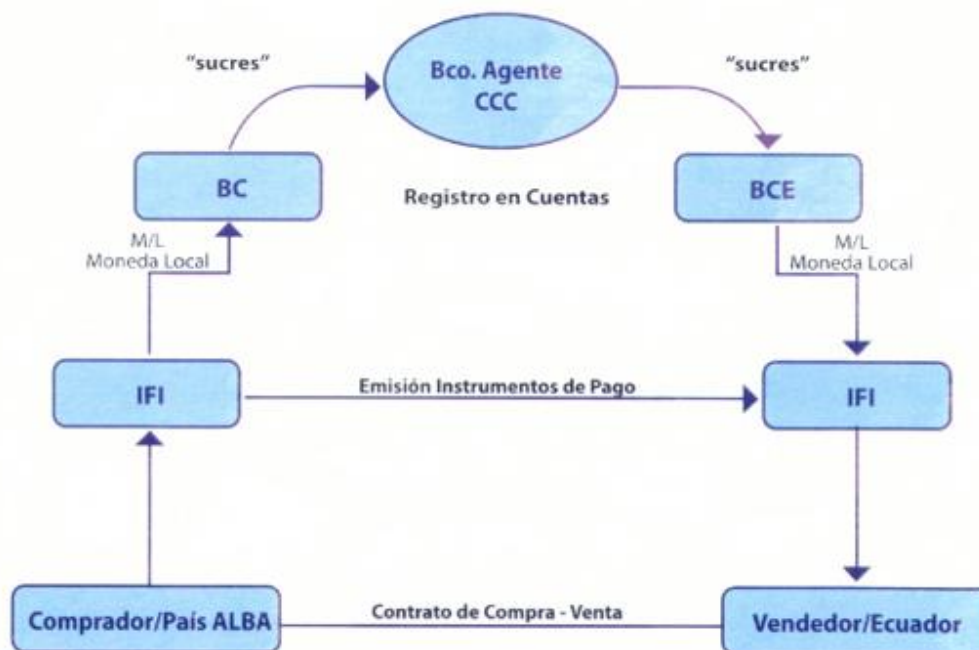 "sucres"
Bco. Agente
CCC
"sucres"
BC
Registro en Cuentas
BCE
M/L
Moneda Local
M/L
Moneda Local
IFI
Emisión Instrumentos de Pago
IFI
Comprador/País ALBA
Contrato de Compra - Venta
Vendedor/Ecuador